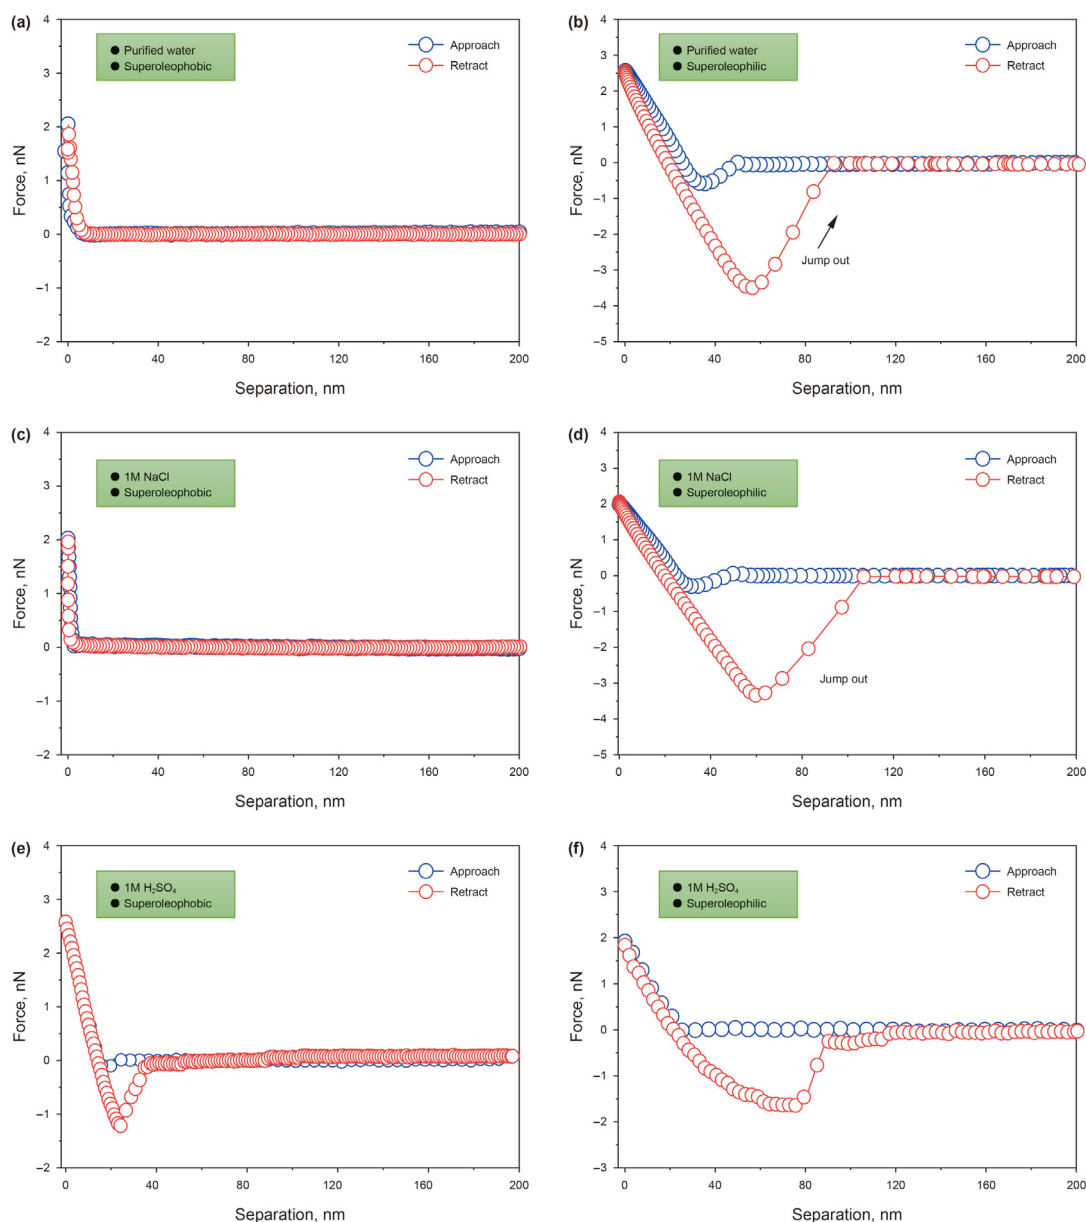 (a)
4
3
2
1
0
–1
–2
Force, nN
● Purified water
● Superoleophobic
Approach
Retract
0 40 80 120 160 200
Separation, nm
(b)
4
3
2
1
0
–1
–2
–3
–4
–5
Force, nN
● Purified water
● Superoleophilic
Approach
Retract
Jump out
0 40 80 120 160 200
Separation, nm
(c)
4
3
2
1
0
–1
–2
Force, nN
● 1M NaCl
● Superoleophobic
Approach
Retract
0 40 80 120 160 200
Separation, nm
(d)
4
3
2
1
0
–1
–2
–3
–4
–5
Force, nN
● 1M NaCl
● Superoleophilic
Approach
Retract
Jump out
0 40 80 120 160 200
Separation, nm
(e)
4
3
2
1
0
–1
–2
Force, nN
● 1M H₂SO₄
● Superoleophobic
Approach
Retract
0 40 80 120 160 200
Separation, nm
(f)
4
3
2
1
0
–1
–2
–3
Force, nN
● 1M H₂SO₄
● Superoleophilic
Approach
Retract
0 40 80 120 160 200
Separation, nm